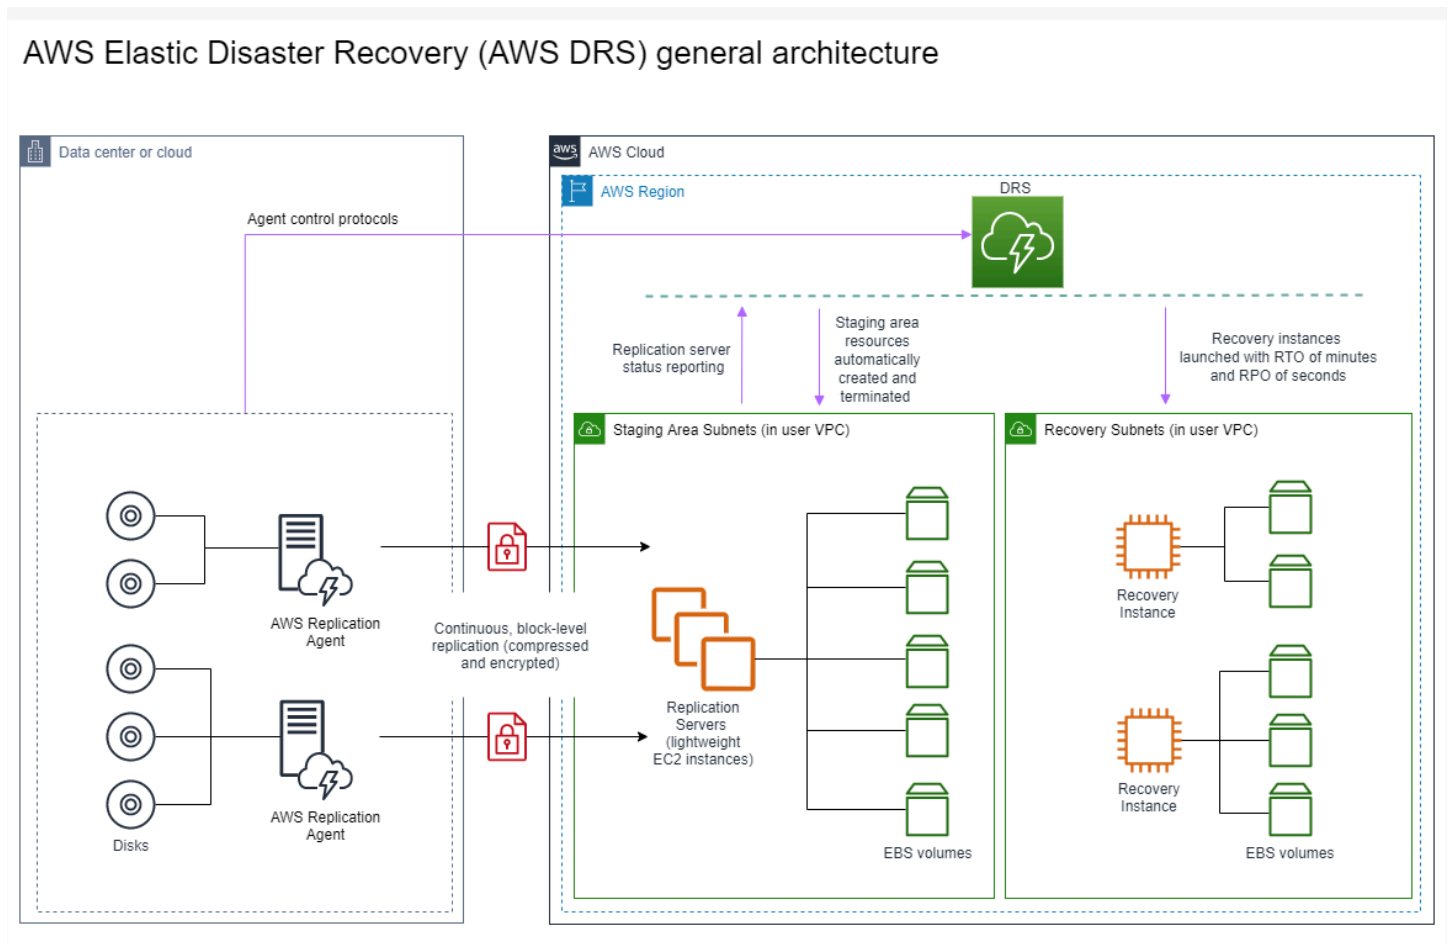 AWS Elastic Disaster Recovery (AWS DRS) general architecture
Data center or cloud
aws
AWS Cloud
AWS Region
DRS
Agent control protocols
Replication server
status reporting
Staging area
resources
automatically
created and
terminated
Recovery instances
launched with RTO of minutes
and RPO of seconds
Staging Area Subnets (in user VPC)
Recovery Subnets (in user VPC)
AWS Replication
Agent
Continuous, block-level
replication (compressed
and encrypted)
Recovery
Instance
Replication
Servers
(lightweight
EC2 instances)
Recovery
Instance
AWS Replication
Agent
Disks
EBS volumes
EBS volumes